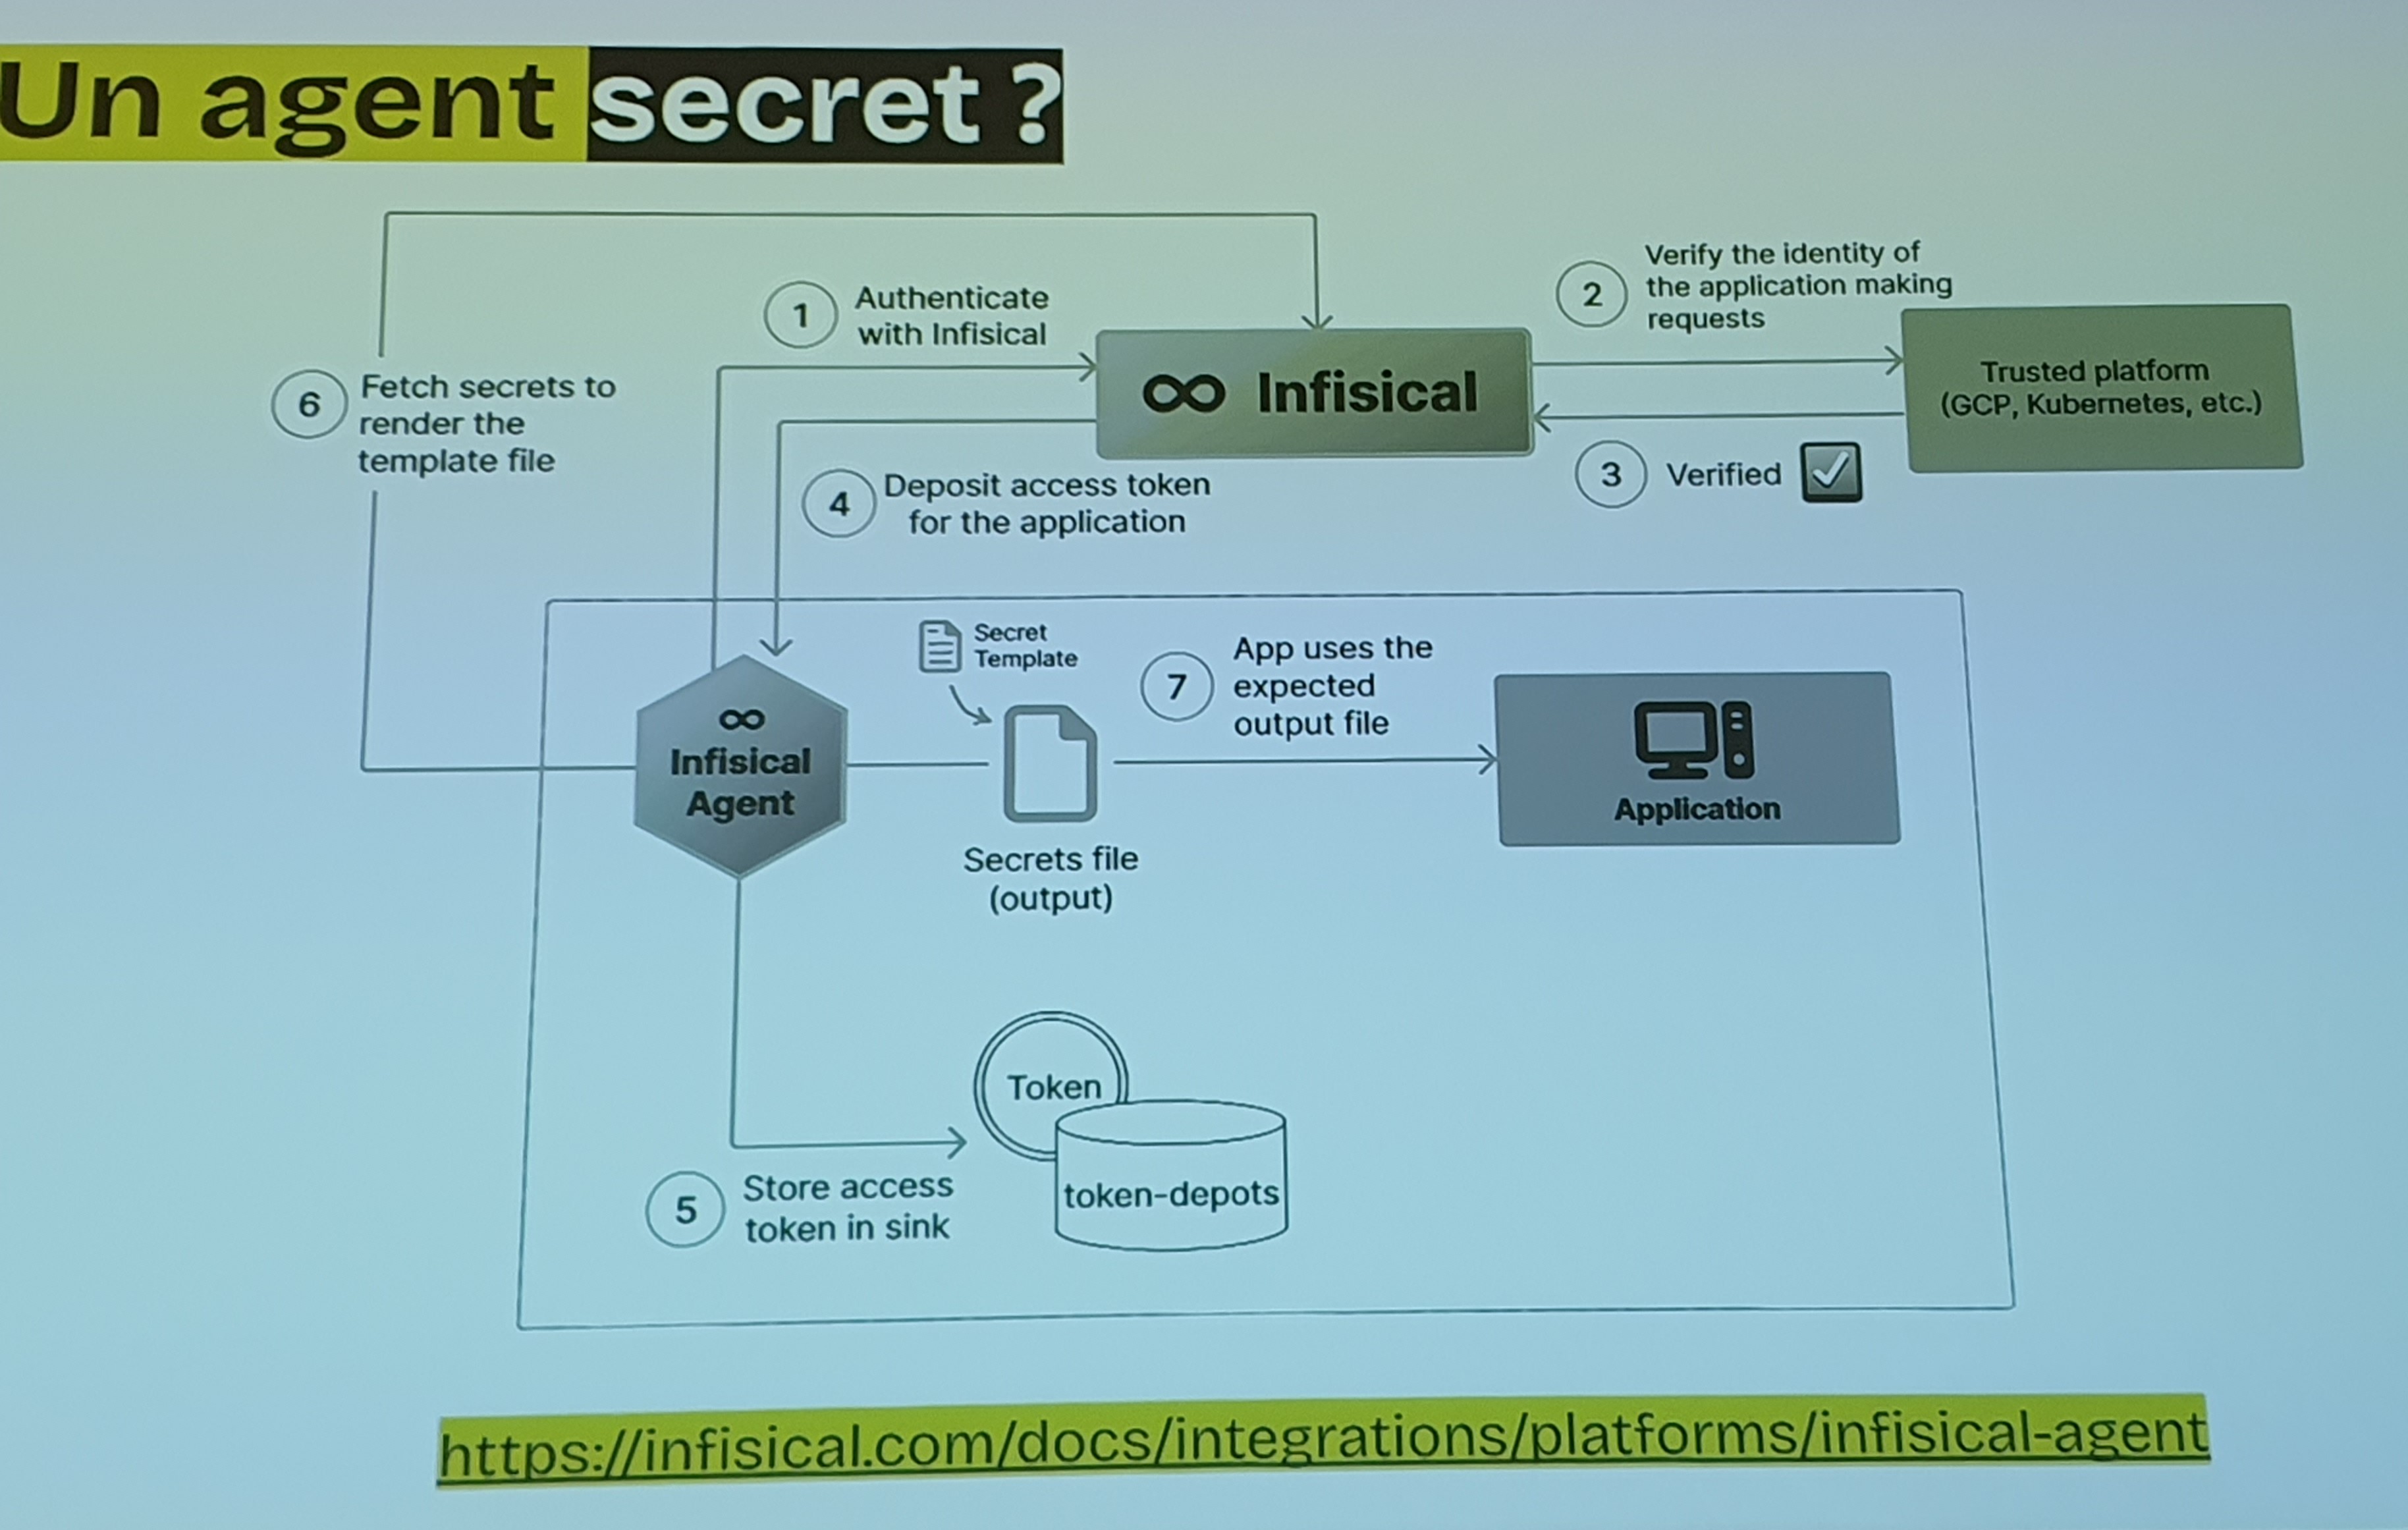 Un agent secret ?
1
Authenticate
with Infisical
2
Verify the identity of
the application making
requests
∞ Infisical
Trusted platform
(GCP, Kubernetes, etc.)
6
Fetch secrets to
render the
template file
3
Verified
4
Deposit access token
for the application
Secret
Template
7
App uses the
expected
output file
∞
Infisical
Agent
Application
Secrets file
(output)
Token
token-depots
5
Store access
token in sink
https://infisical.com/docs/integrations/platforms/infisical-agent